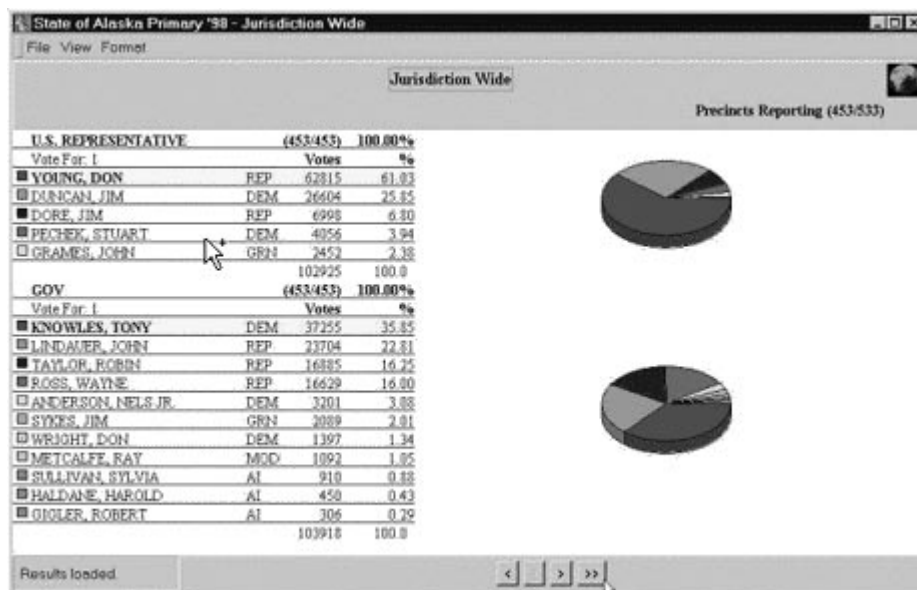 State of Alaska Primary '98 - Jurisdiction Wide
File View Format
Jurisdiction Wide
Precincts Reporting (453/533)
U.S. REPRESENTATIVE (453/453) 100.00%
Vote For: 1 Votes %
YOUNG, DON REP 62815 61.03
DUNCAN, JIM DEM 26604 25.85
DORE, JIM REP 6998 6.80
PECHEK, STUART DEM 4056 3.94
GRAMES, JOHN GRN 2452 2.38
102925 100.0
GOV (453/453) 100.00%
Vote For: 1 Votes %
KNOWLES, TONY DEM 37255 35.85
LINDAUER, JOHN REP 23704 22.81
TAYLOR, ROBIN REP 16885 16.25
ROSS, WAYNE REP 16629 16.00
ANDERSON, NELS JR. DEM 3201 3.08
SYKES, JIM GRN 2089 2.01
WRIGHT, DON DEM 1397 1.34
METCALFE, RAY MOD 1092 1.05
SULLIVAN, SYLVIA AI 910 0.88
HALDANE, HAROLD AI 450 0.43
GIGLER, ROBERT AI 306 0.29
103918 100.0
Results loaded. < > >>